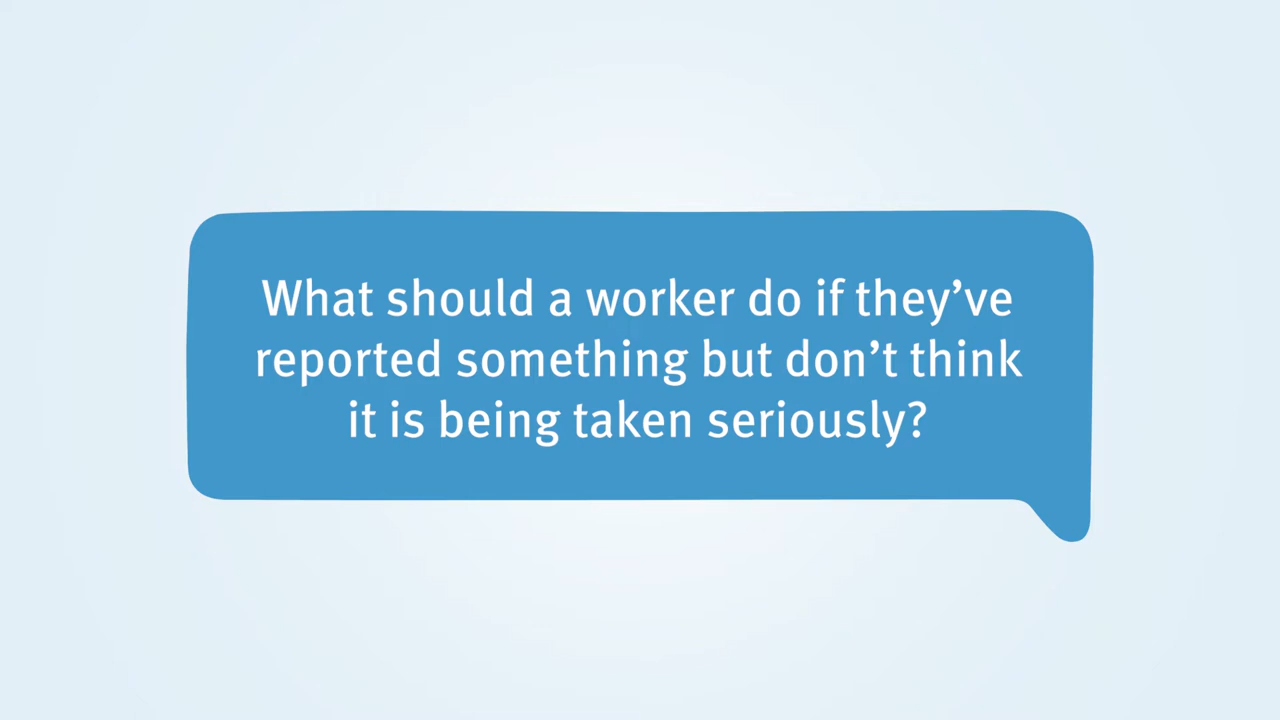 What should a worker do if they’ve
reported something but don’t think
it is being taken seriously?